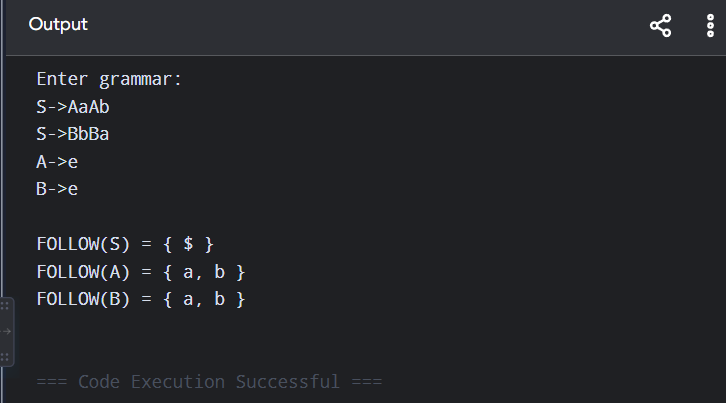 Output
Enter grammar:
S->AaAb
S->BbBa
A->e
B->e
FOLLOW(S) = { $ }
FOLLOW(A) = { a, b }
FOLLOW(B) = { a, b }
=== Code Execution Successful ===